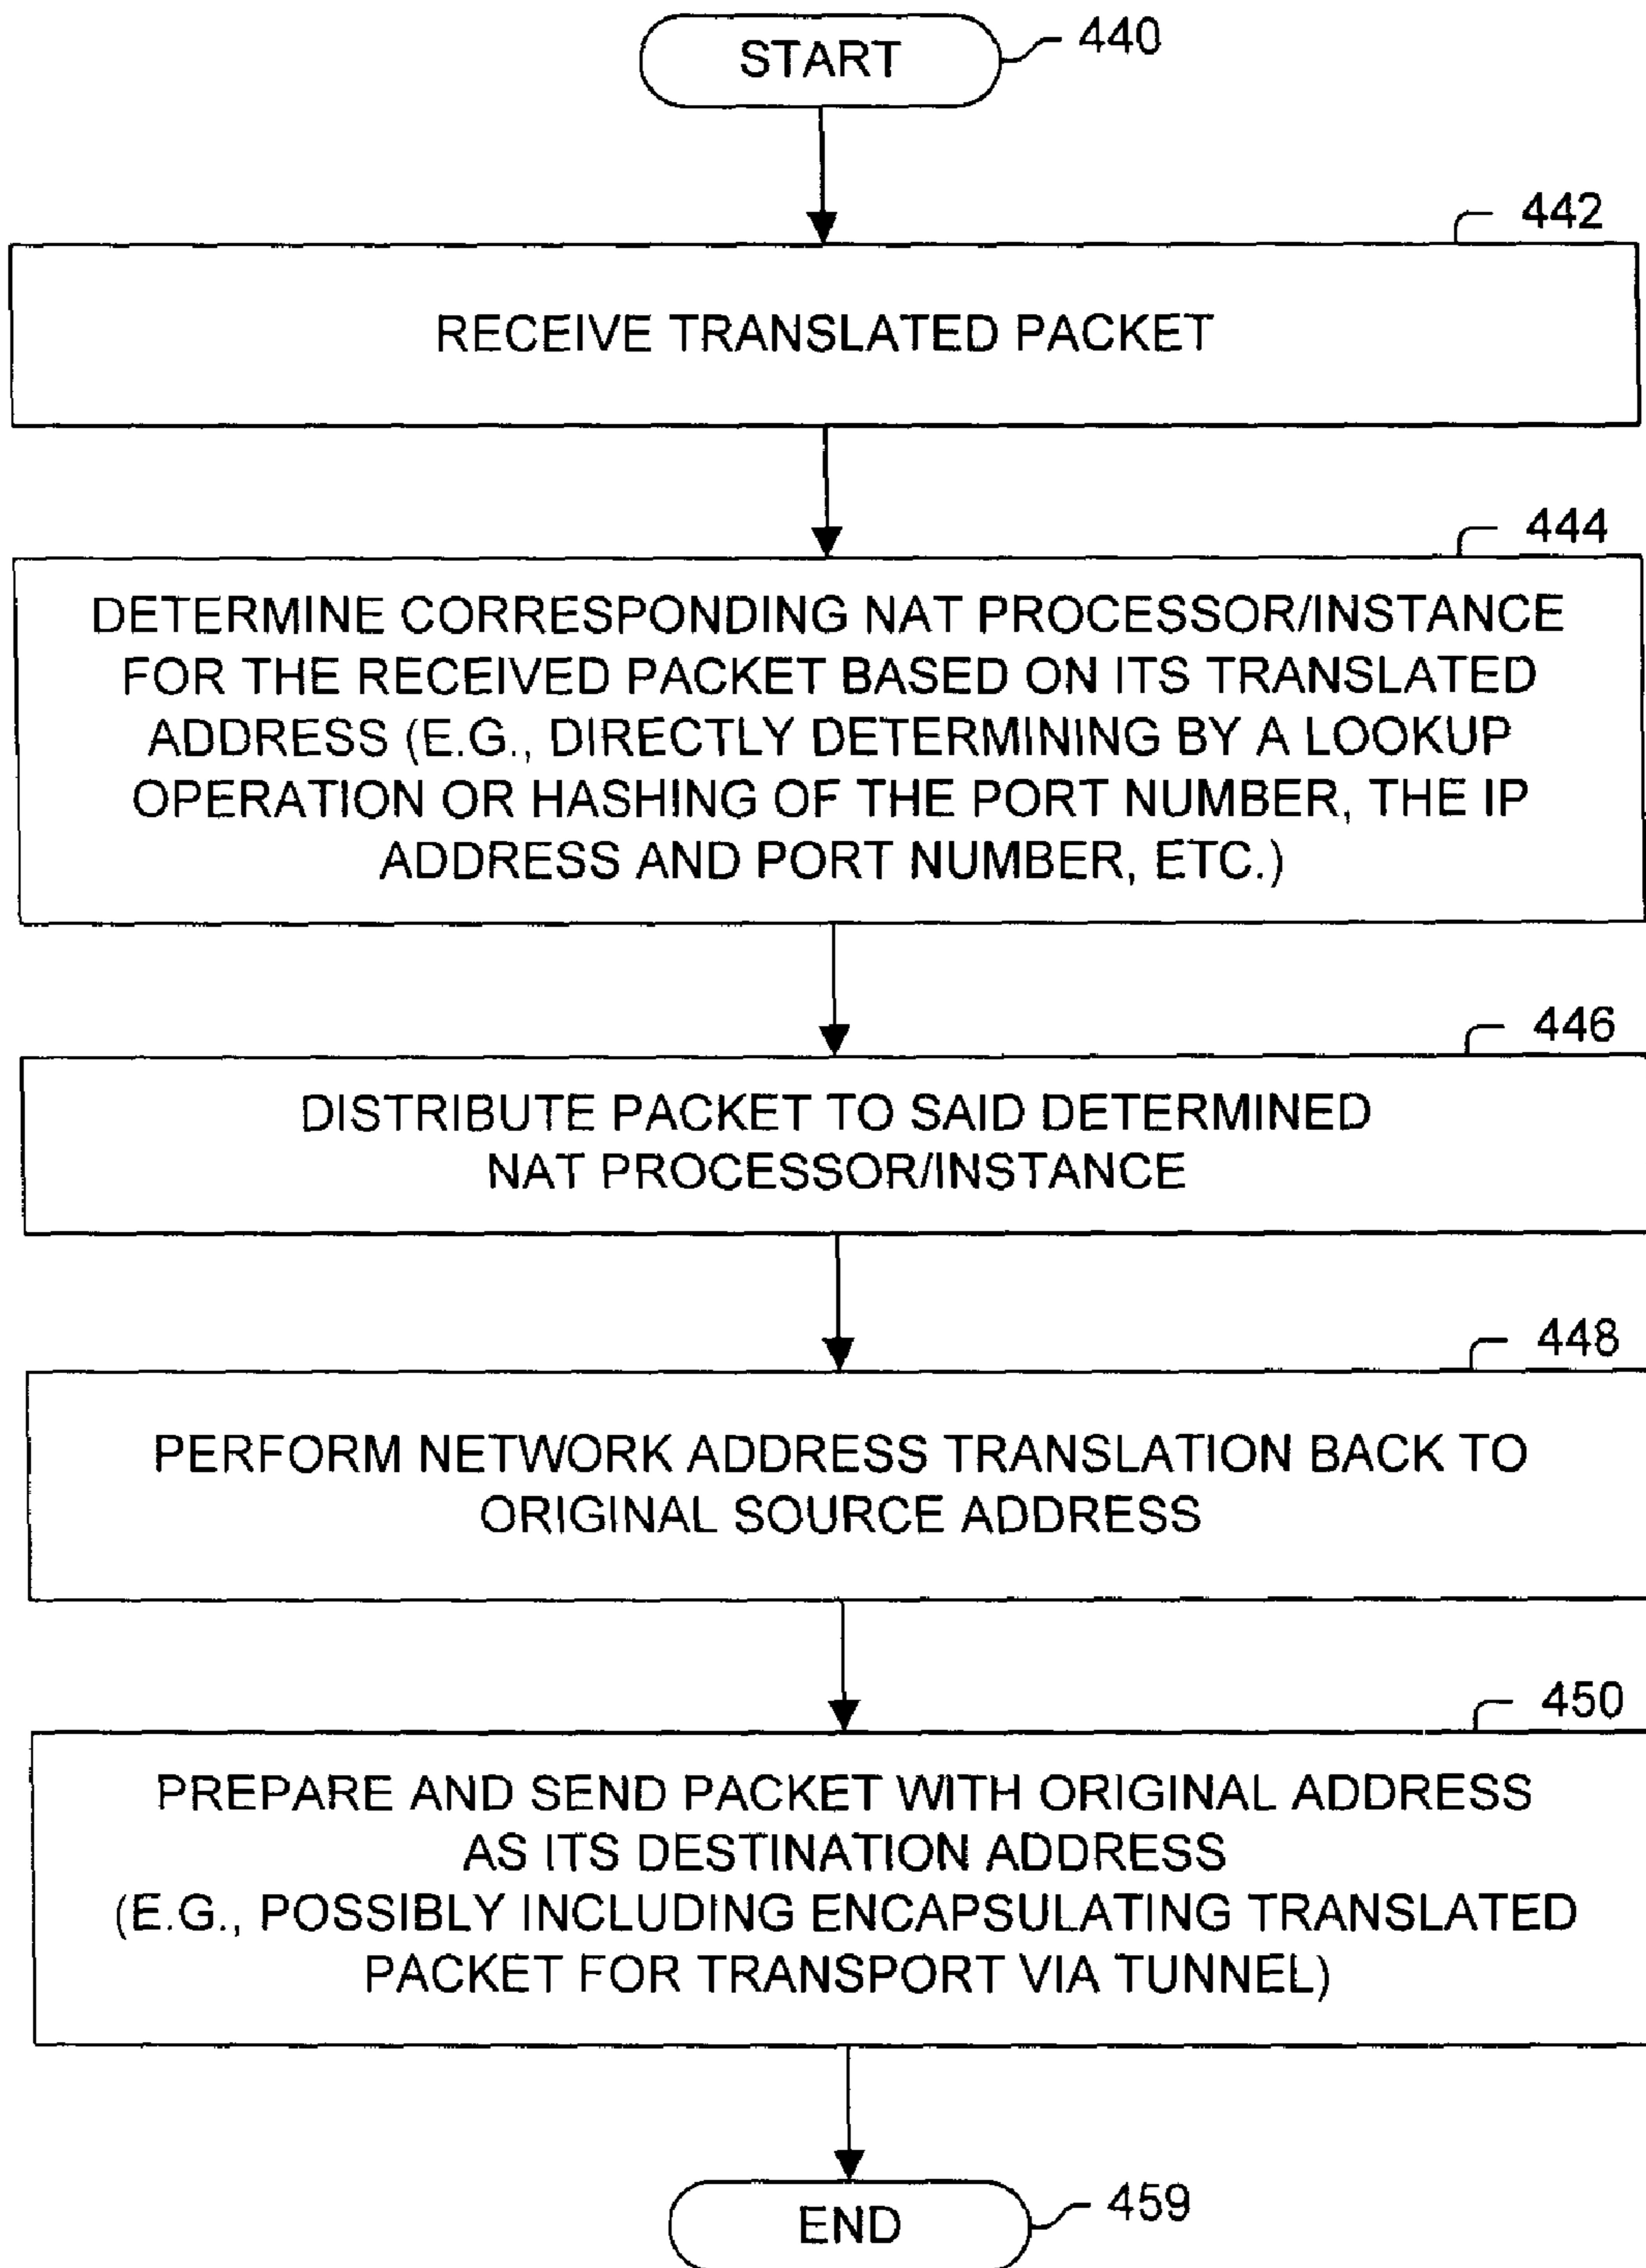 START
440
442
RECEIVE TRANSLATED PACKET
444
DETERMINE CORRESPONDING NAT PROCESSOR/INSTANCE
FOR THE RECEIVED PACKET BASED ON ITS TRANSLATED
ADDRESS (E.G., DIRECTLY DETERMINING BY A LOOKUP
OPERATION OR HASHING OF THE PORT NUMBER, THE IP
ADDRESS AND PORT NUMBER, ETC.)
446
DISTRIBUTE PACKET TO SAID DETERMINED
NAT PROCESSOR/INSTANCE
448
PERFORM NETWORK ADDRESS TRANSLATION BACK TO
ORIGINAL SOURCE ADDRESS
450
PREPARE AND SEND PACKET WITH ORIGINAL ADDRESS
AS ITS DESTINATION ADDRESS
(E.G., POSSIBLY INCLUDING ENCAPSULATING TRANSLATED
PACKET FOR TRANSPORT VIA TUNNEL)
END
459